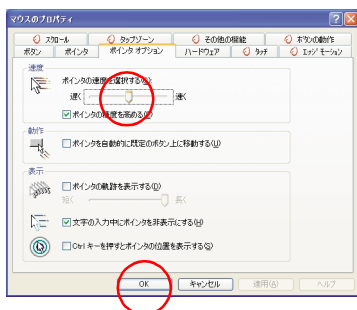 マウスのプロパティ
スクロール タップゾーン その他の機能 ボタンの動作
ボタン ポインタ ポインタ オプション ハードウェア タッチ エッジ モーション
速度
ポインタの速度を選択する(C):
遅く 速く
ポインタの精度を高める(E)
動作
ポインタを自動的に既定のボタン上に移動する(U)
表示
ポインタの軌跡を表示する(D)
短く 長く
文字の入力中にポインタを非表示にする(H)
Ctrl キーを押すとポインタの位置を表示する(S)
OK キャンセル 適用(A) ヘルプ